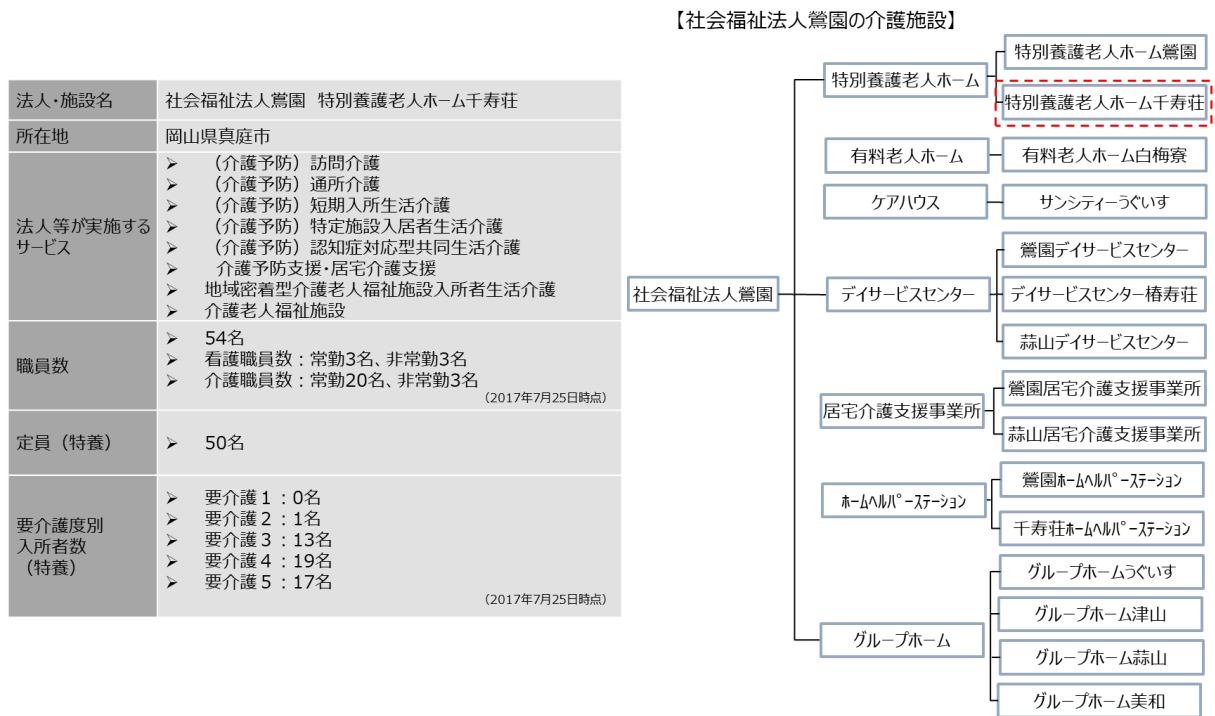 【社会福祉法人鶯園の介護施設】
法人・施設名
社会福祉法人鶯園　特別養護老人ホーム千寿荘
所在地
岡山県真庭市
法人等が実施する
サービス
➢ （介護予防）訪問介護
➢ （介護予防）通所介護
➢ （介護予防）短期入所生活介護
➢ （介護予防）特定施設入居者生活介護
➢ （介護予防）認知症対応型共同生活介護
➢ 介護予防支援・居宅介護支援
➢ 地域密着型介護老人福祉施設入所者生活介護
➢ 介護老人福祉施設
職員数
➢ 54名
➢ 看護職員数：常勤3名、非常勤3名
➢ 介護職員数：常勤20名、非常勤3名
（2017年7月25日時点）
定員（特養）
➢ 50名
要介護度別
入所者数
（特養）
➢ 要介護１：0名
➢ 要介護２：1名
➢ 要介護３：13名
➢ 要介護４：19名
➢ 要介護５：17名
（2017年7月25日時点）
社会福祉法人鶯園
特別養護老人ホーム
特別養護老人ホーム鶯園
特別養護老人ホーム千寿荘
有料老人ホーム
有料老人ホーム白梅寮
ケアハウス
サンシティーうぐいす
デイサービスセンター
鶯園デイサービスセンター
デイサービスセンター椿寿荘
蒜山デイサービスセンター
居宅介護支援事業所
鶯園居宅介護支援事業所
蒜山居宅介護支援事業所
ﾎｰﾑﾍﾙﾊﾟｰｽﾃｰｼｮﾝ
鶯園ﾎｰﾑﾍﾙﾊﾟｰｽﾃｰｼｮﾝ
千寿荘ﾎｰﾑﾍﾙﾊﾟｰｽﾃｰｼｮﾝ
グループホーム
グループホームうぐいす
グループホーム津山
グループホーム蒜山
グループホーム美和